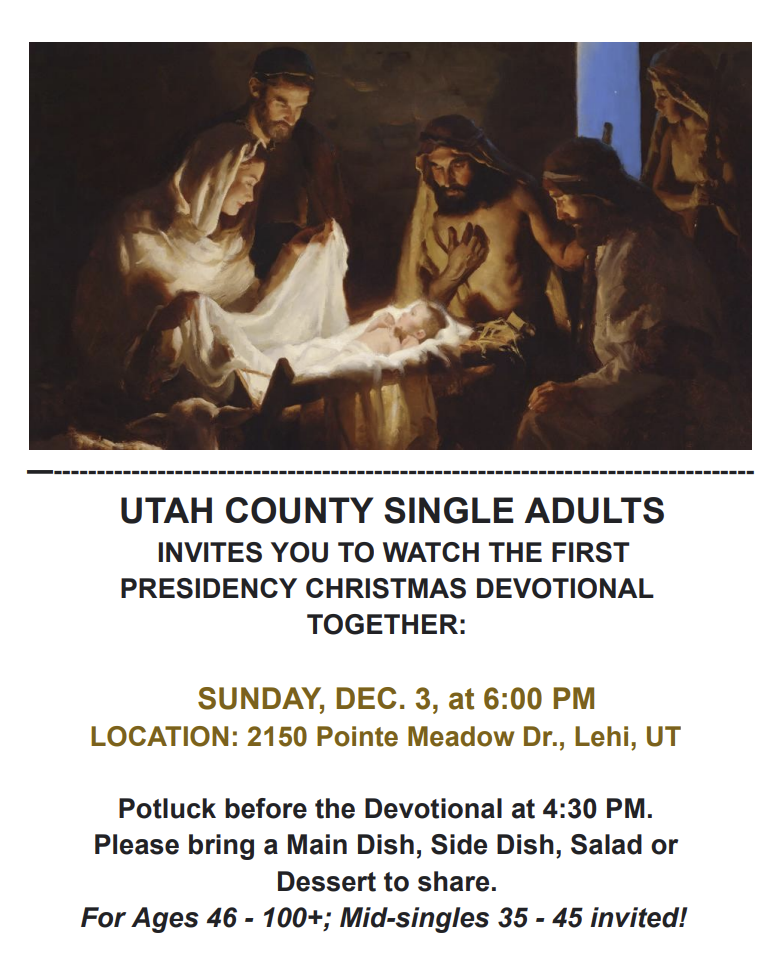 UTAH COUNTY SINGLE ADULTS
INVITES YOU TO WATCH THE FIRST
PRESIDENCY CHRISTMAS DEVOTIONAL
TOGETHER:
SUNDAY, DEC. 3, at 6:00 PM
LOCATION: 2150 Pointe Meadow Dr., Lehi, UT
Potluck before the Devotional at 4:30 PM.
Please bring a Main Dish, Side Dish, Salad or
Dessert to share.
For Ages 46 - 100+; Mid-singles 35 - 45 invited!